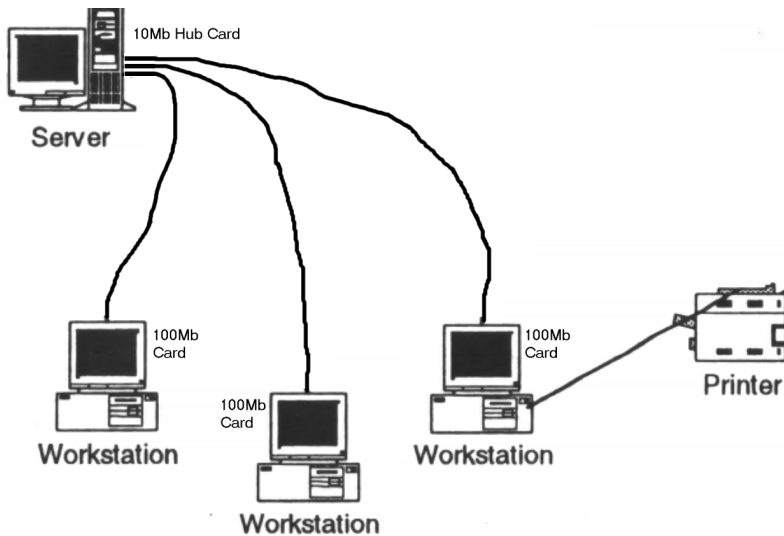 10Mb Hub Card
Server
100Mb
Card
Workstation
100Mb
Card
Workstation
100Mb
Card
Workstation
Printer